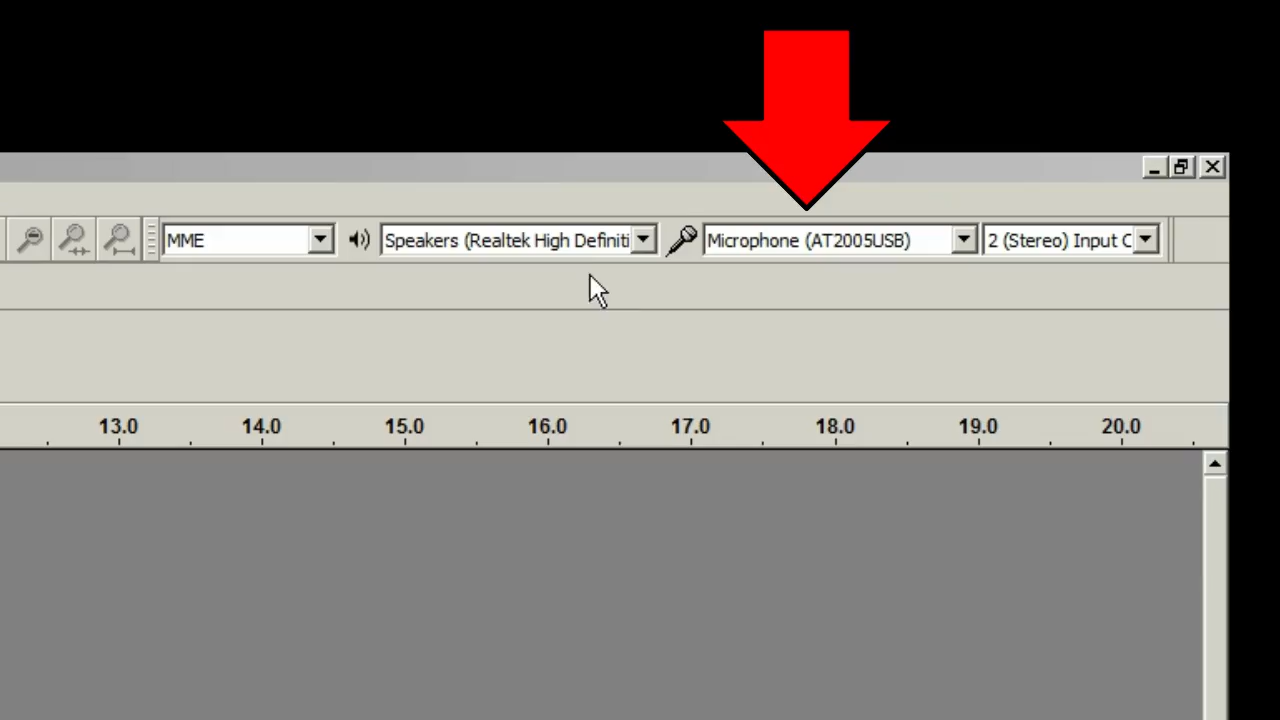 MME
Speakers (Realtek High Definiti
Microphone (AT2005USB)
2 (Stereo) Input C
13.0 14.0 15.0 16.0 17.0 18.0 19.0 20.0